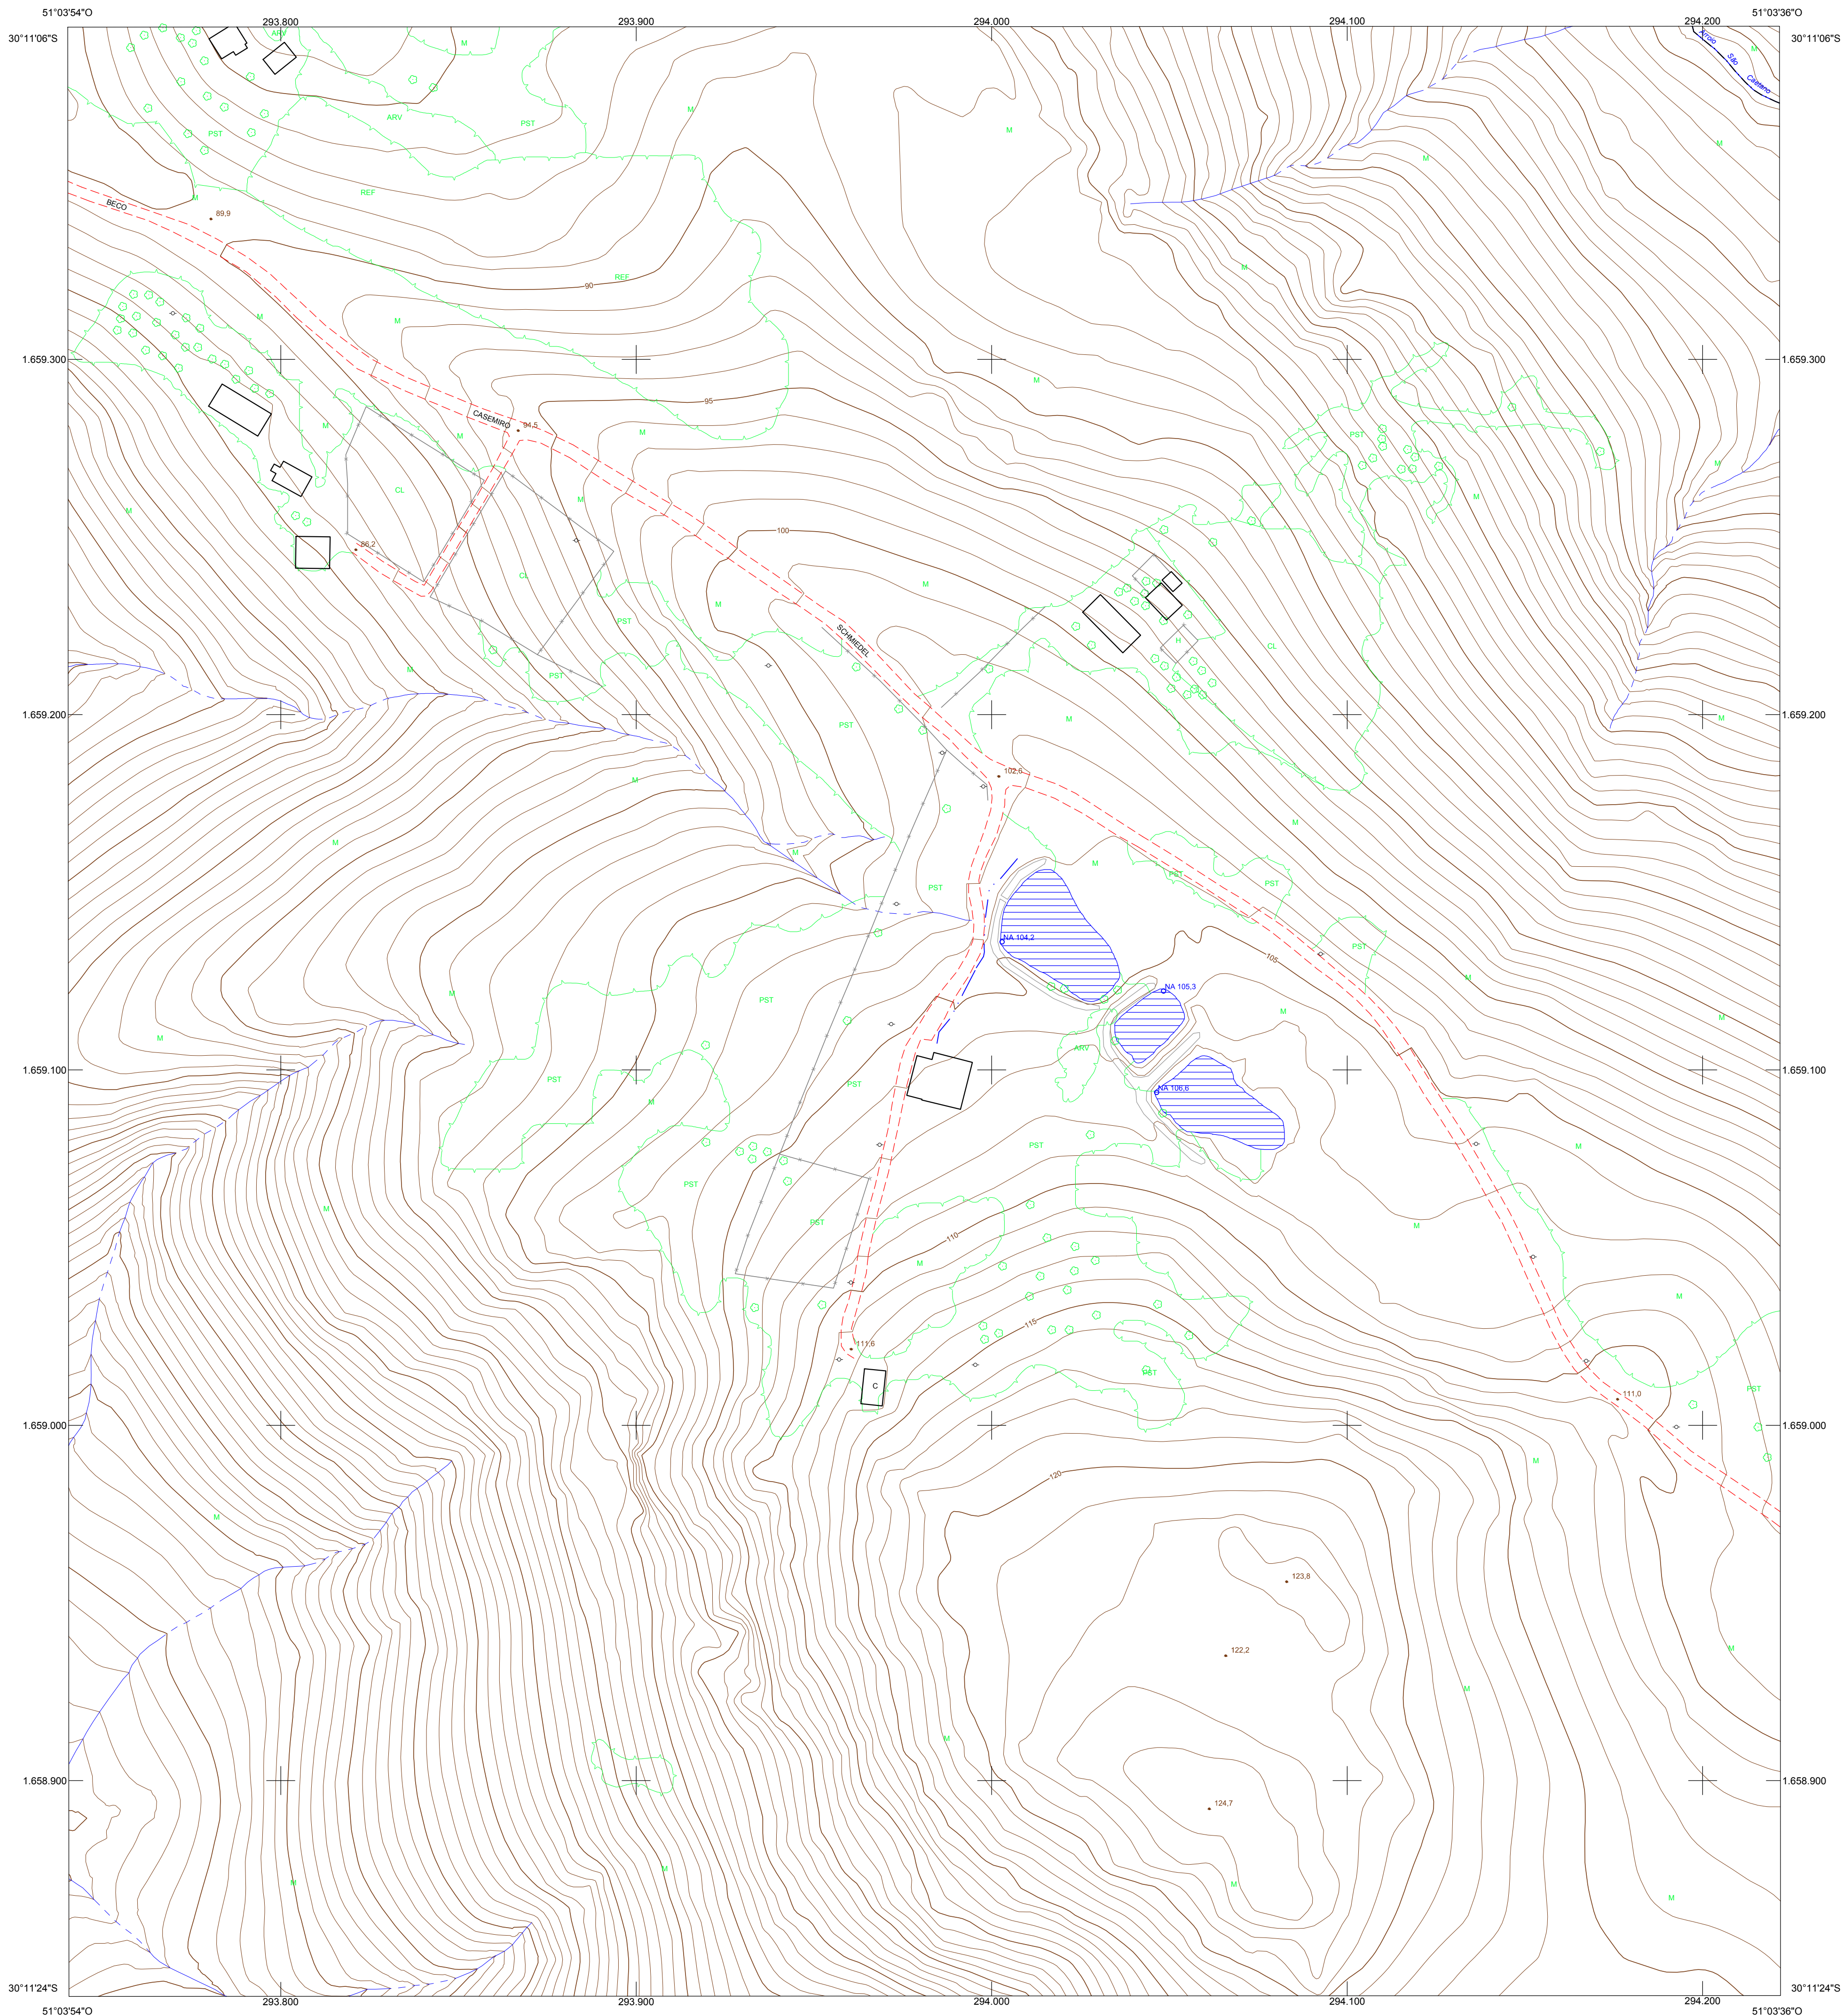 51°03'54"O
293.800
293.900
294.000
294.100
294.200
51°03'36"O
30°11'06"S
30°11'06"S
ARV
M
M
Arroio São Caetano
M
ARV
PST
PST
M
M
M
REF
M
BECO
89,9
M
REF
90
M
M
1.659.300
1.659.300
M
95
CASEMIRO
94,5
M
M
M
PST
M
CL
M
M
M
100
86,2
CL
M
M
PST
SCHMIEDEL
H
CL
M
PST
1.659.200
M
M
1.659.200
PST
M
102,6
M
M
M
M
PST
PST
PST
NA 104,2
PST
105
M
M
NA 105,3
PST
M
M
M
ARV
1.659.100
PST
PST
NA 106,6
1.659.100
M
PST
M
PST
M
PST
M
110
M
M
115
111,6
PST
C
PST
111,0
1.659.000
1.659.000
M
120
M
123,8
122,2
M
M
M
1.658.900
1.658.900
124,7
M
M
M
M
30°11'24"S
30°11'24"S
51°03'54"O
293.800
293.900
294.000
294.100
294.200
51°03'36"O